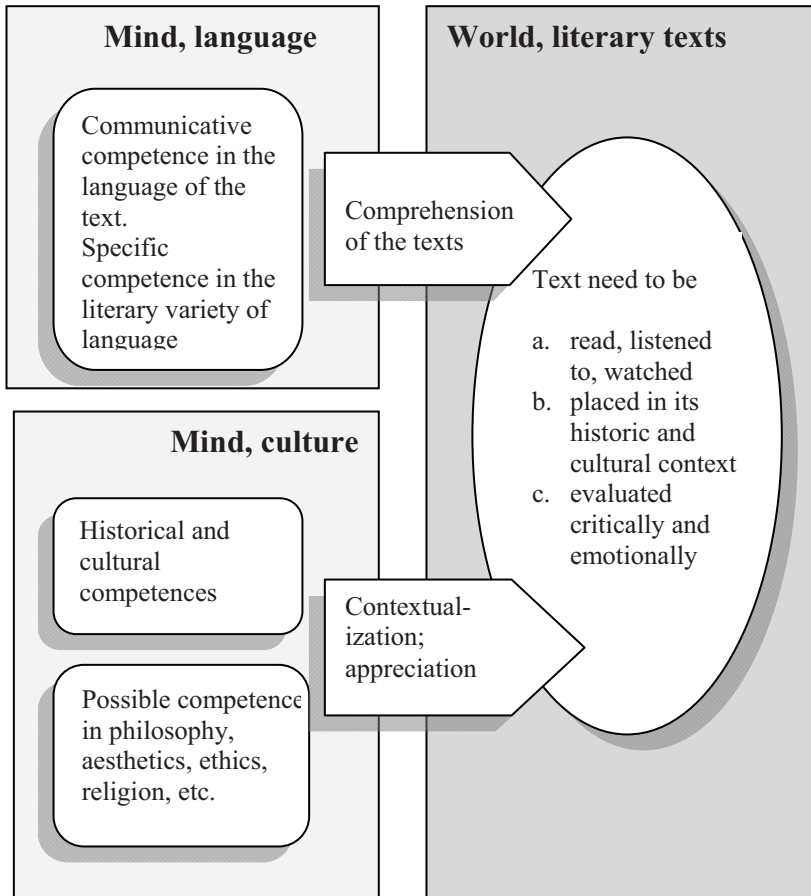 Mind, language
Communicative
competence in the
language of the
text.
Specific
competence in the
literary variety of
language
Comprehension
of the texts
World, literary texts
Text need to be
a. read, listened
to, watched
b. placed in its
historic and
cultural context
c. evaluated
critically and
emotionally
Mind, culture
Historical and
cultural
competences
Possible competence
in philosophy,
aesthetics, ethics,
religion, etc.
Contextual-
ization;
appreciation